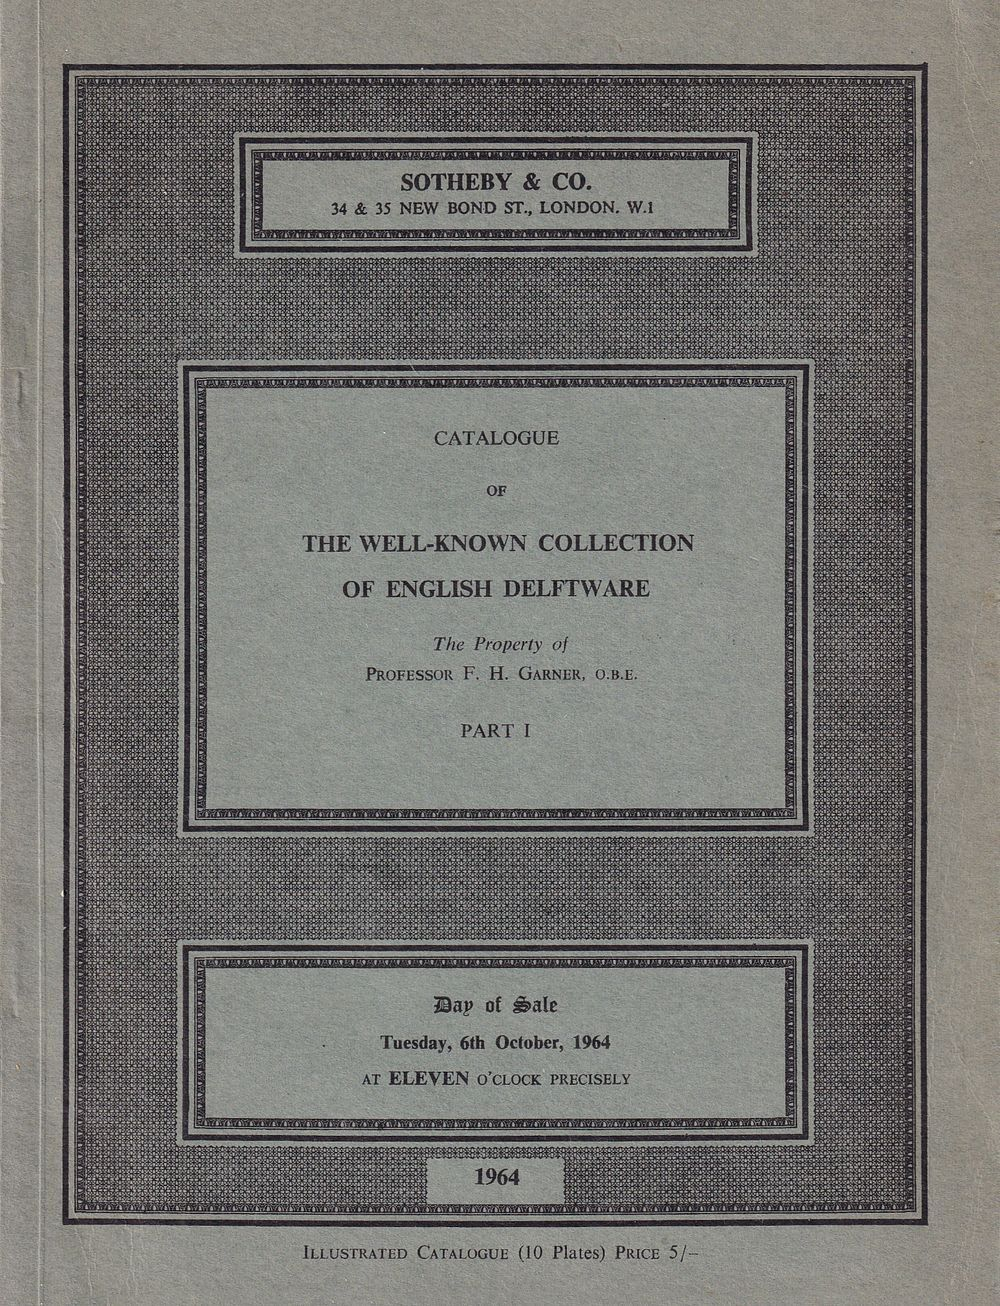 SOTHEBY & CO.
34 & 35 NEW BOND ST., LONDON. W.1
CATALOGUE
OF
THE WELL-KNOWN COLLECTION
OF ENGLISH DELFTWARE
The Property of
PROFESSOR F. H. GARNER, O.B.E.
PART I
Day of Sale
Tuesday, 6th October, 1964
AT ELEVEN O'CLOCK PRECISELY
1964
ILLUSTRATED CATALOGUE (10 Plates) PRICE 5/–